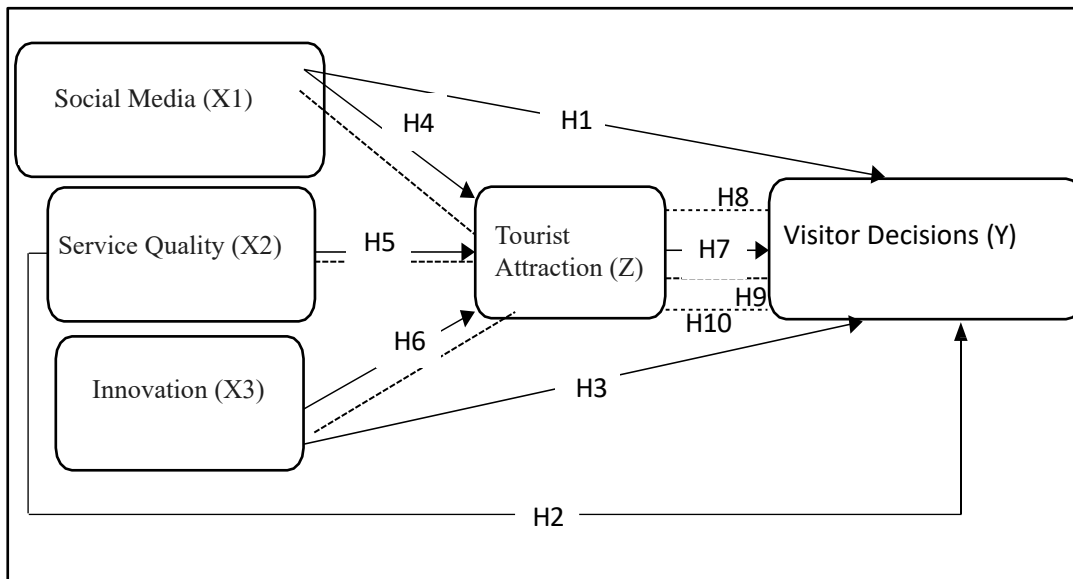 Social Media (X1)
H4
H1
H8
Service Quality (X2)
H5
Tourist
Attraction (Z)
H7
Visitor Decisions (Y)
H9
H10
H6
Innovation (X3)
H3
H2